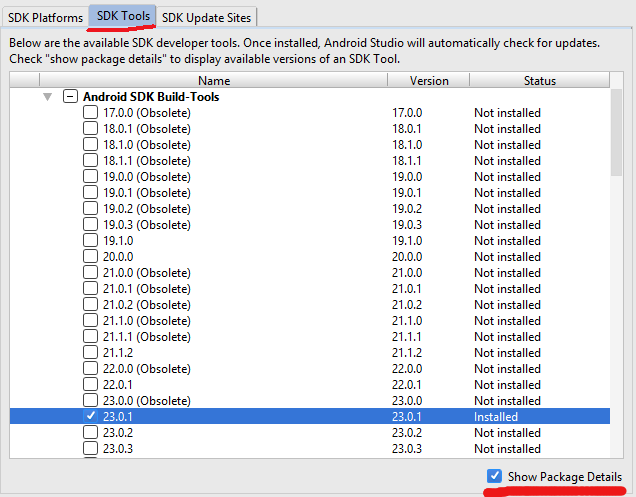 SDK Platforms SDK Tools SDK Update Sites
Below are the available SDK developer tools. Once installed, Android Studio will automatically check for updates.
Check "show package details" to display available versions of an SDK Tool.
Name Version Status
Android SDK Build-Tools
17.0.0 (Obsolete) 17.0.0 Not installed
18.0.1 (Obsolete) 18.0.1 Not installed
18.1.0 (Obsolete) 18.1.0 Not installed
18.1.1 (Obsolete) 18.1.1 Not installed
19.0.0 (Obsolete) 19.0.0 Not installed
19.0.1 (Obsolete) 19.0.1 Not installed
19.0.2 (Obsolete) 19.0.2 Not installed
19.0.3 (Obsolete) 19.0.3 Not installed
19.1.0 19.1.0 Not installed
20.0.0 20.0.0 Not installed
21.0.0 (Obsolete) 21.0.0 Not installed
21.0.1 (Obsolete) 21.0.1 Not installed
21.0.2 (Obsolete) 21.0.2 Not installed
21.1.0 (Obsolete) 21.1.0 Not installed
21.1.1 (Obsolete) 21.1.1 Not installed
21.1.2 21.1.2 Not installed
22.0.0 (Obsolete) 22.0.0 Not installed
22.0.1 22.0.1 Not installed
23.0.0 (Obsolete) 23.0.0 Not installed
23.0.1 23.0.1 Installed
23.0.2 23.0.2 Not installed
23.0.3 23.0.3 Not installed
Show Package Details